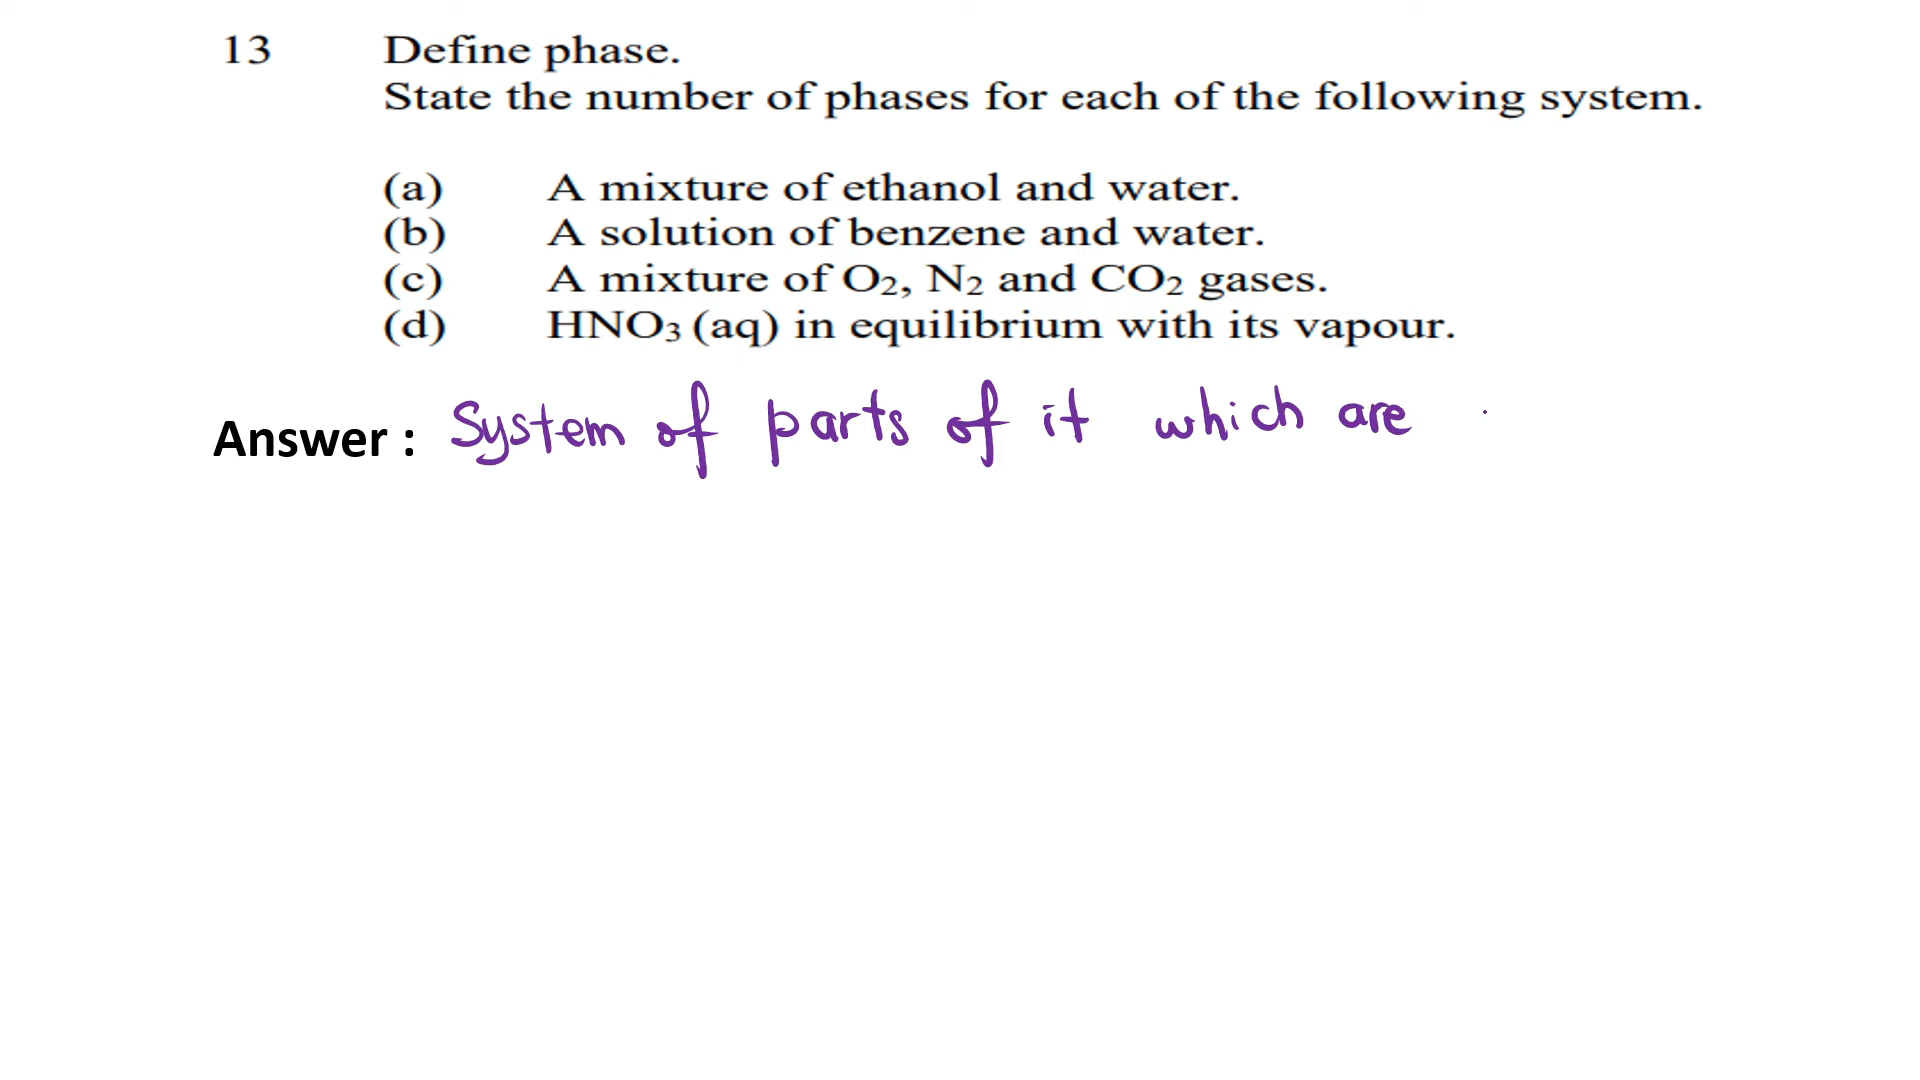 13 Define phase.
State the number of phases for each of the following system.
(a) A mixture of ethanol and water.
(b) A solution of benzene and water.
(c) A mixture of O₂, N₂ and CO₂ gases.
(d) HNO₃ (aq) in equilibrium with its vapour.
Answer : System of parts of it which are